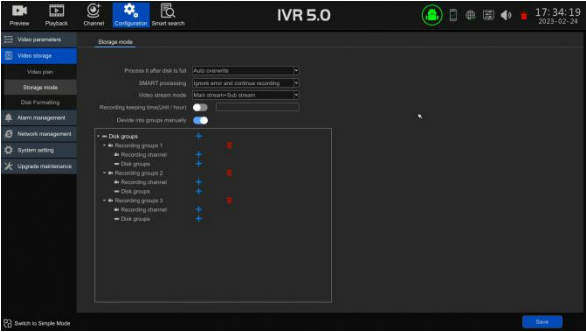 Preview
Playback
Channel
Configuration
Smart search
IVR 5.0
17:34:19
2023-02-24
Video parameters
Storage mode
Video storage
Video plan
Process it after disk is full
Auto overwrite
SMART processing
Ignore error and continue recording
Storage mode
Video stream mode
Main stream+Sub stream
Disk Formatting
Recording keeping time(Unit / hour)
Alarm management
Devide into groups manually
Network management
Disk groups
System setting
Recording groups 1
Recording channel
Upgrade maintenance
Disk groups
Recording groups 2
Recording channel
Disk groups
Recording groups 3
Recording channel
Disk groups
Switch to Simple Mode
Save